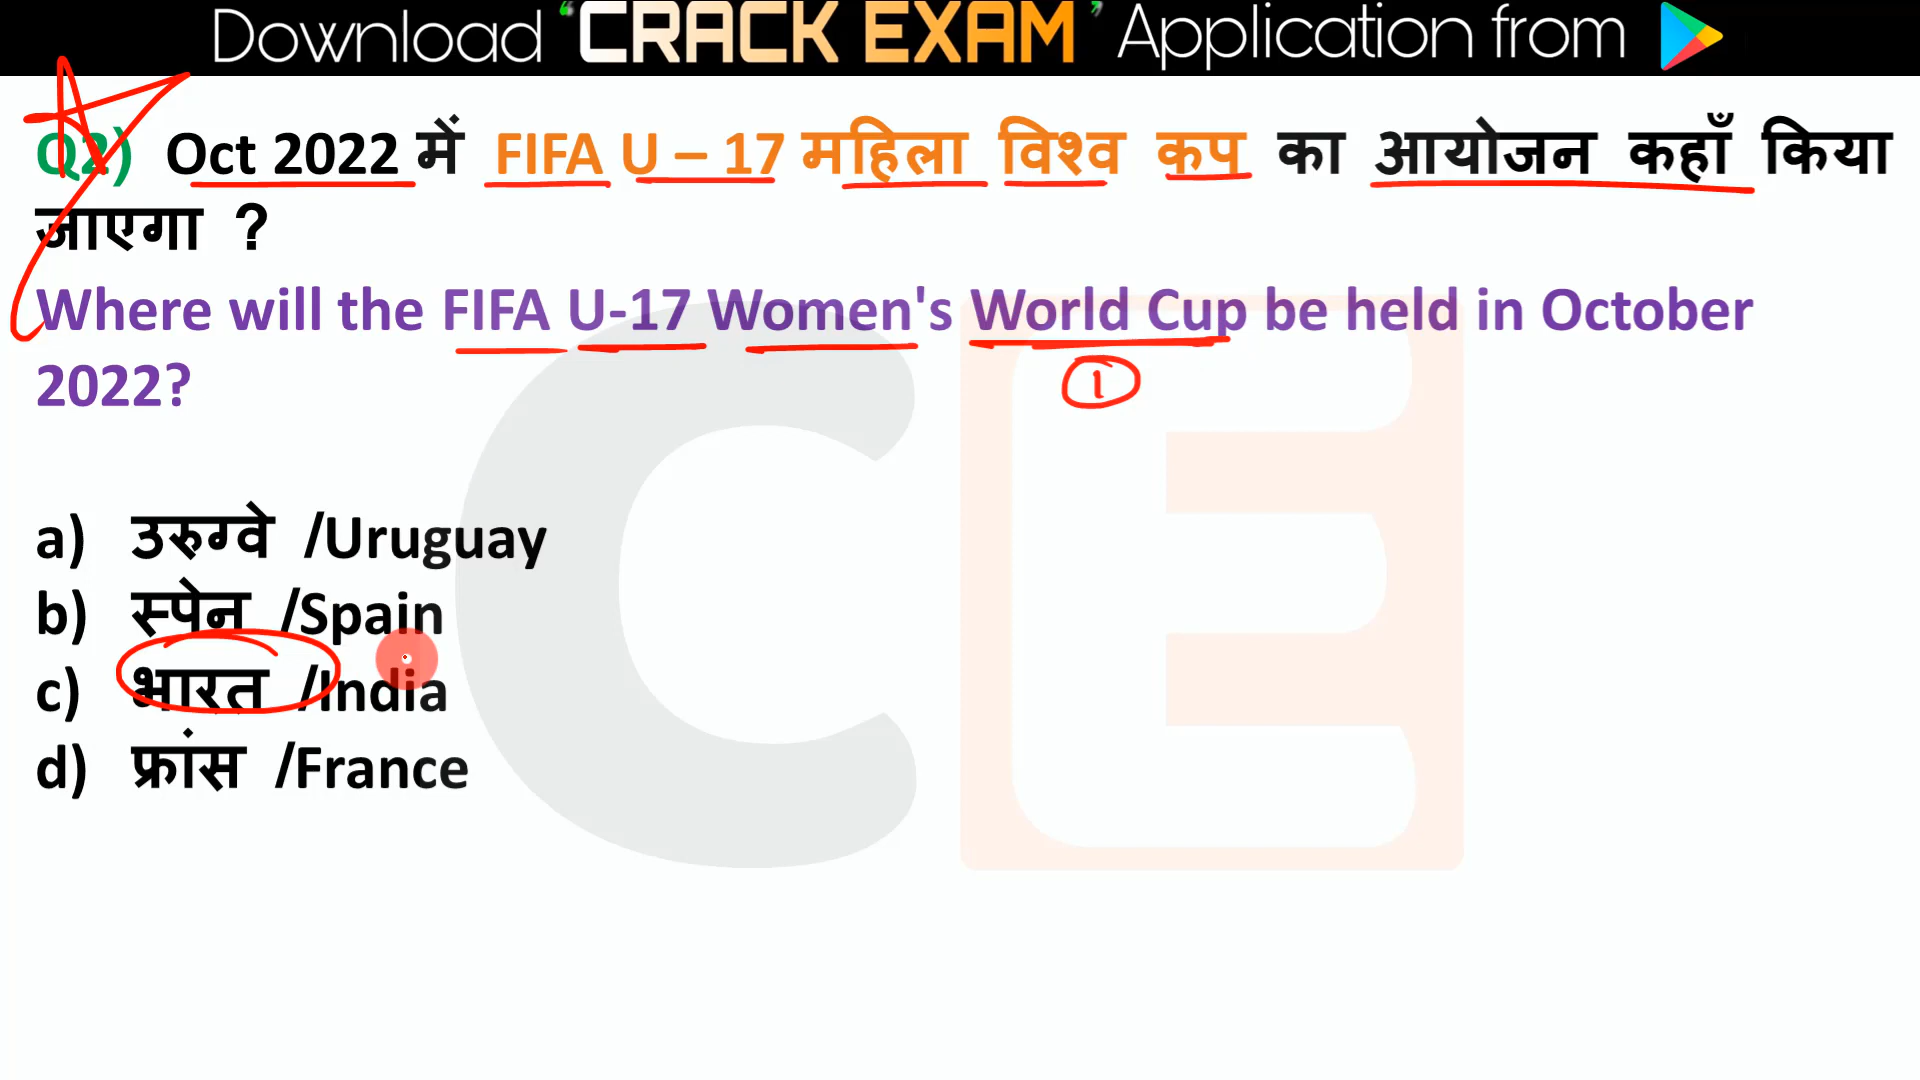 Download ‘CRACK EXAM’ Application from
Q2) Oct 2022 में FIFA U – 17 महिला विश्व कप का आयोजन कहाँ किया
जाएगा ?
Where will the FIFA U-17 Women's World Cup be held in October
2022?
1
a) उरुग्वे /Uruguay
b) स्पेन /Spain
c) भारत /India
d) फ्रांस /France
CE